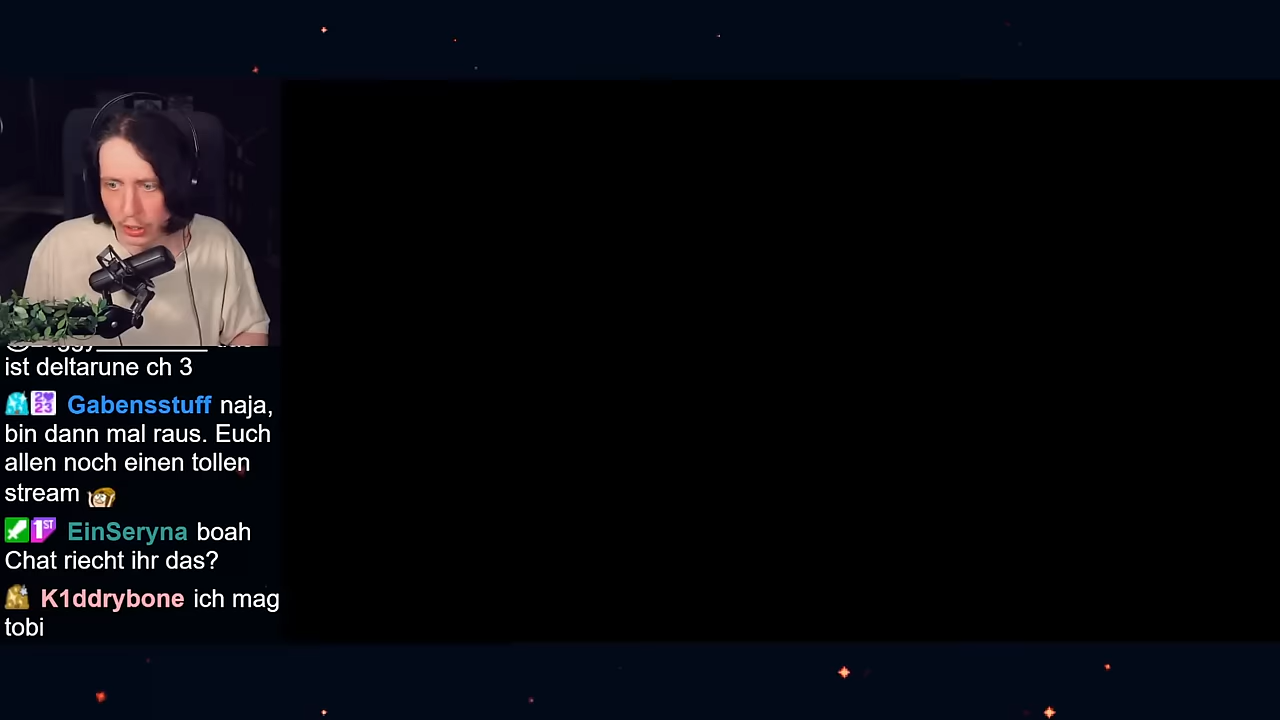 ist deltarune ch 3
Gabensstuff naja,
bin dann mal raus. Euch
allen noch einen tollen
stream
EinSeryna boah
Chat riecht ihr das?
K1ddrybone ich mag
tobi